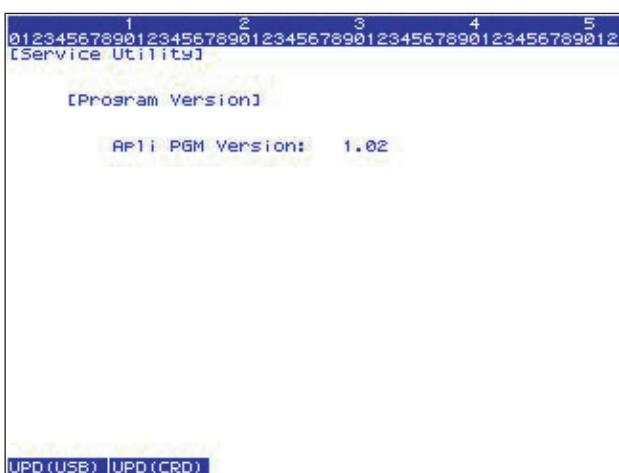 1 2 3 4 5
01234567890123456789012345678901234567890123456789012
[Service Utility]
[Program Version]
Apli PGM Version: 1.02
UPD(USB) UPD(CRD)